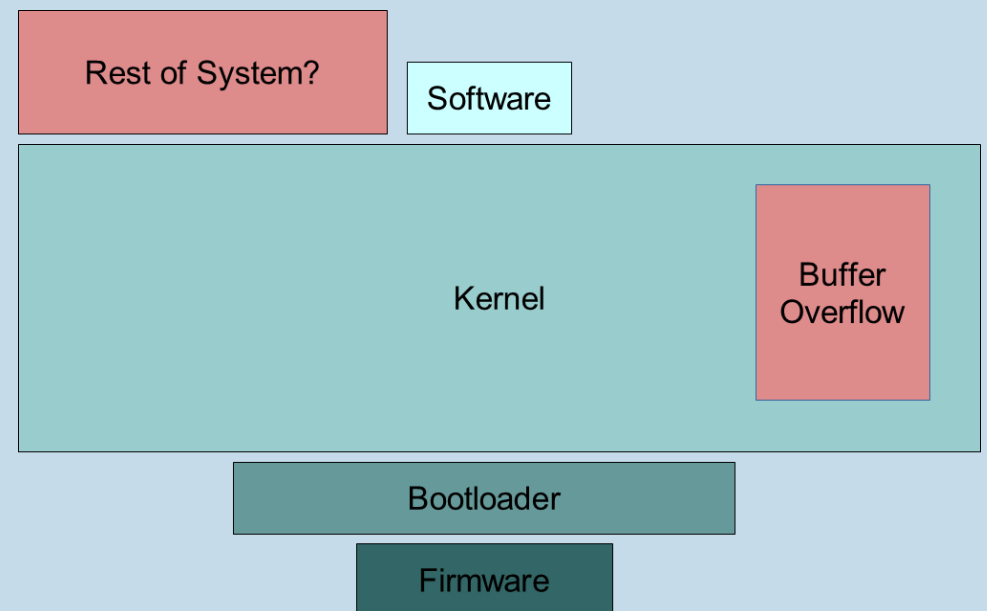 Rest of System?
Software
Kernel
Buffer
Overflow
Bootloader
Firmware